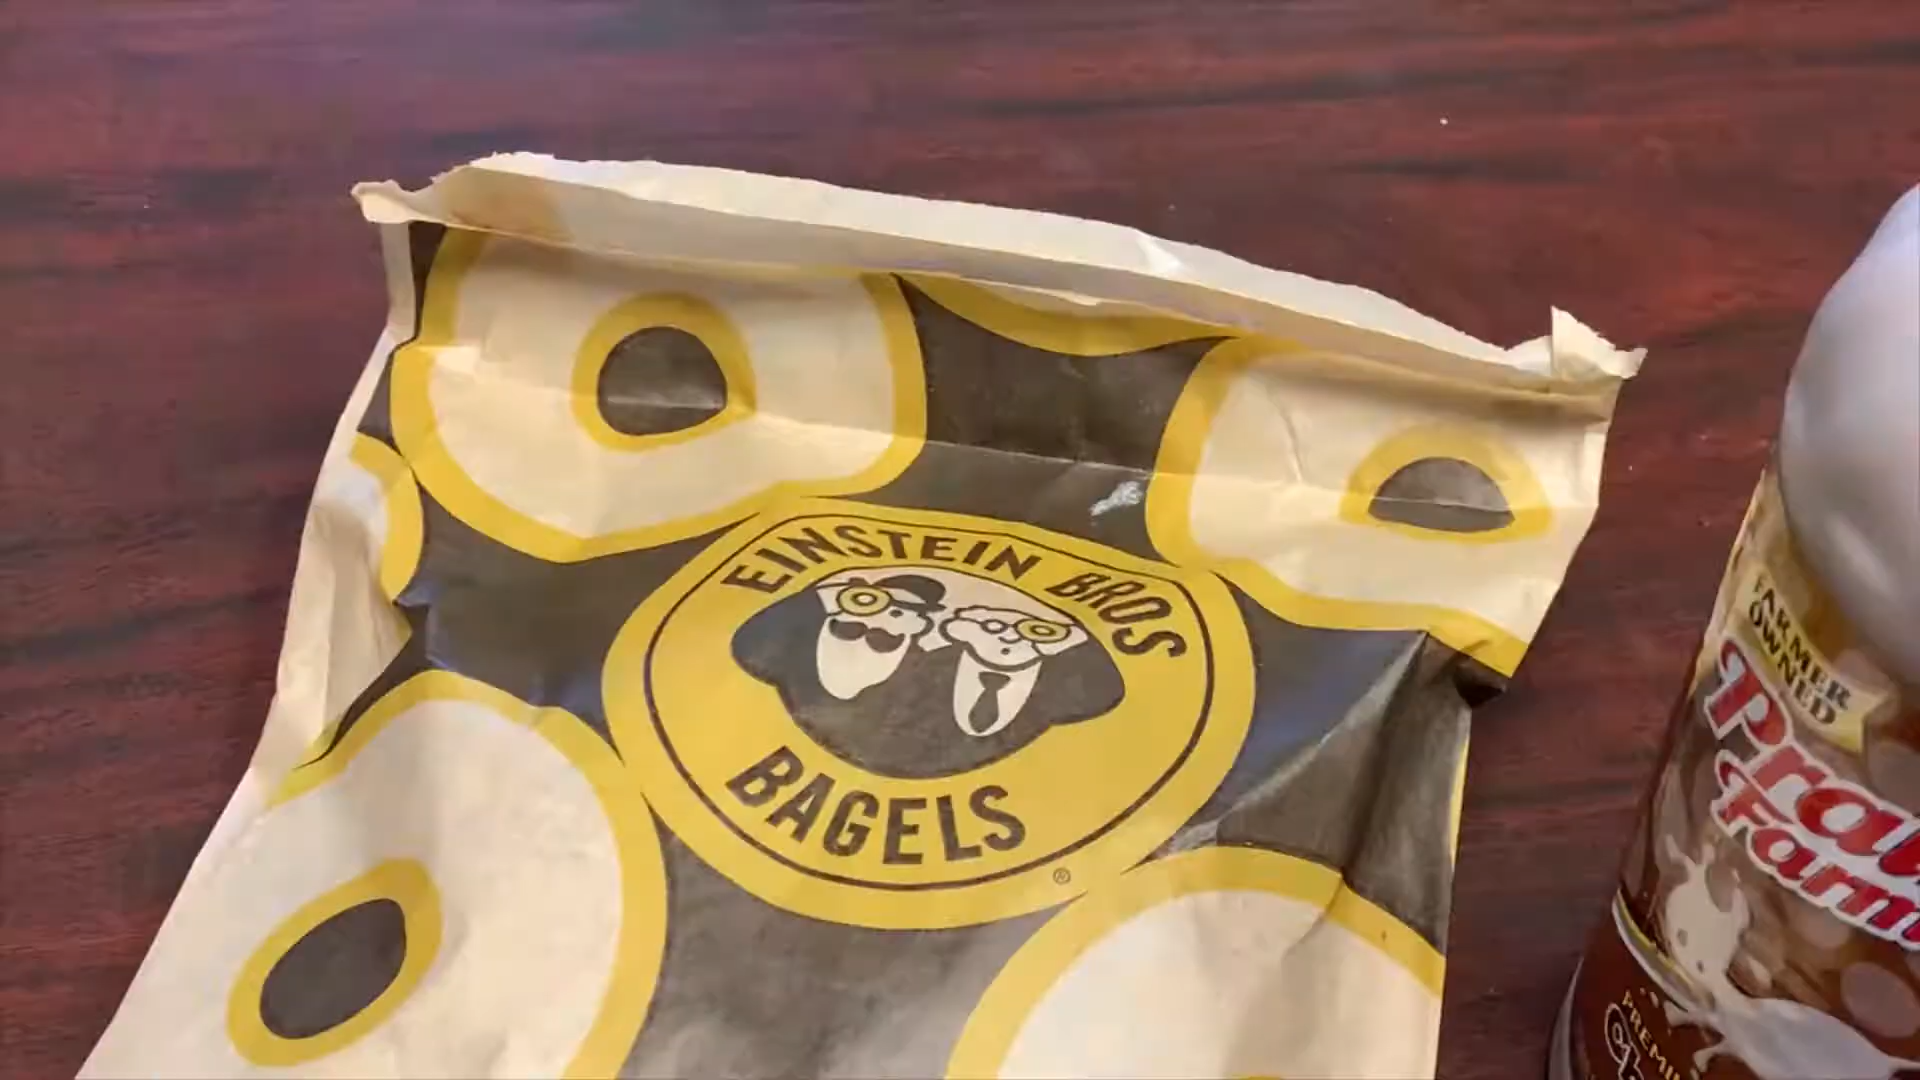 EINSTEIN BROS
BAGELS
®
FARMER
OWNED